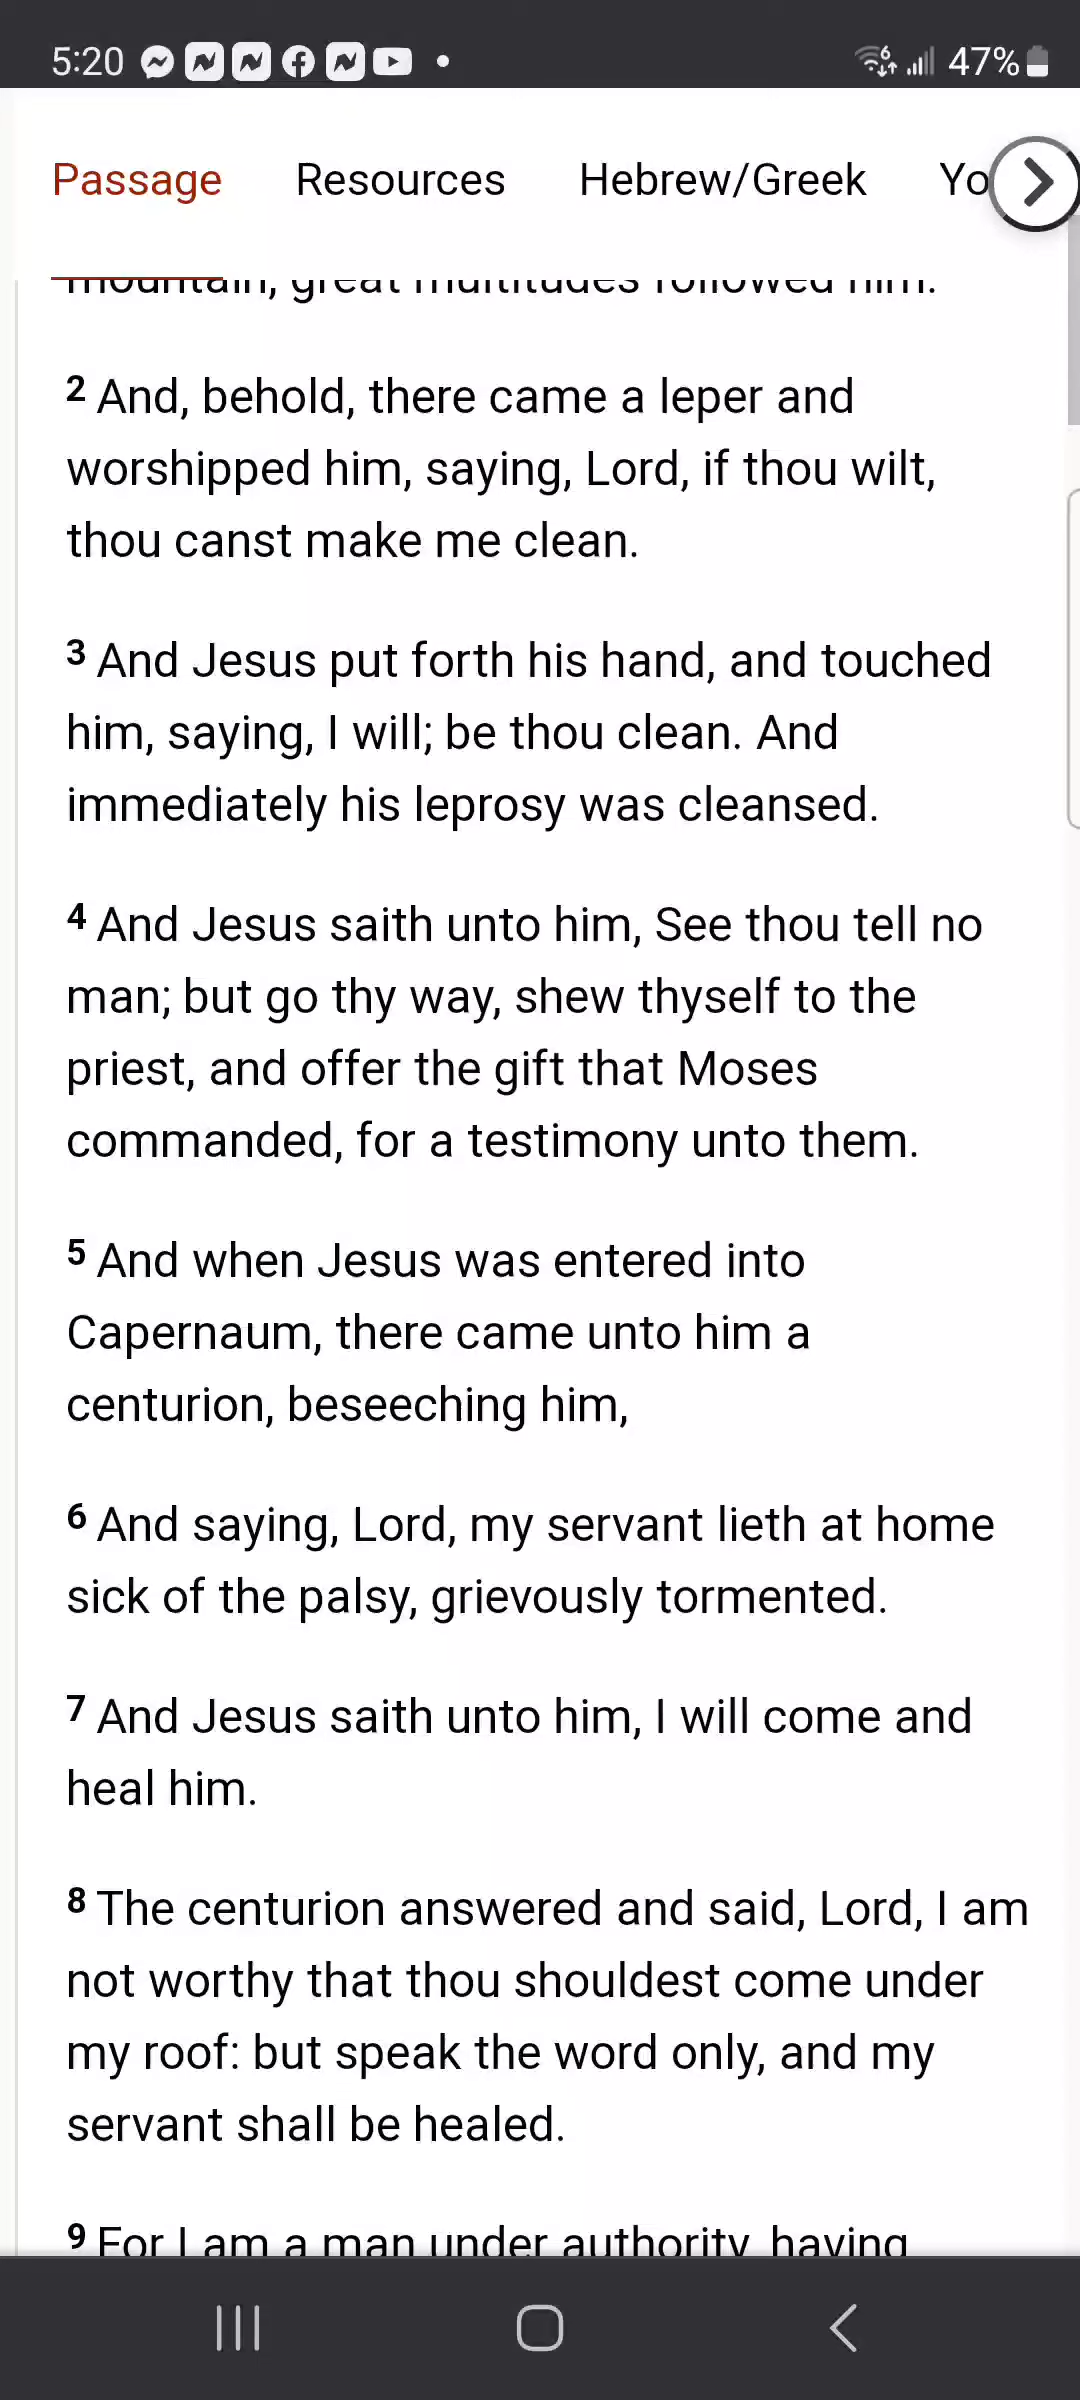 5:20 47%
Passage Resources Hebrew/Greek Yo
mountain, great multitudes followed him.
2 And, behold, there came a leper and
worshipped him, saying, Lord, if thou wilt,
thou canst make me clean.
3 And Jesus put forth his hand, and touched
him, saying, I will; be thou clean. And
immediately his leprosy was cleansed.
4 And Jesus saith unto him, See thou tell no
man; but go thy way, shew thyself to the
priest, and offer the gift that Moses
commanded, for a testimony unto them.
5 And when Jesus was entered into
Capernaum, there came unto him a
centurion, beseeching him,
6 And saying, Lord, my servant lieth at home
sick of the palsy, grievously tormented.
7 And Jesus saith unto him, I will come and
heal him.
8 The centurion answered and said, Lord, I am
not worthy that thou shouldest come under
my roof: but speak the word only, and my
servant shall be healed.
9 For I am a man under authority, having